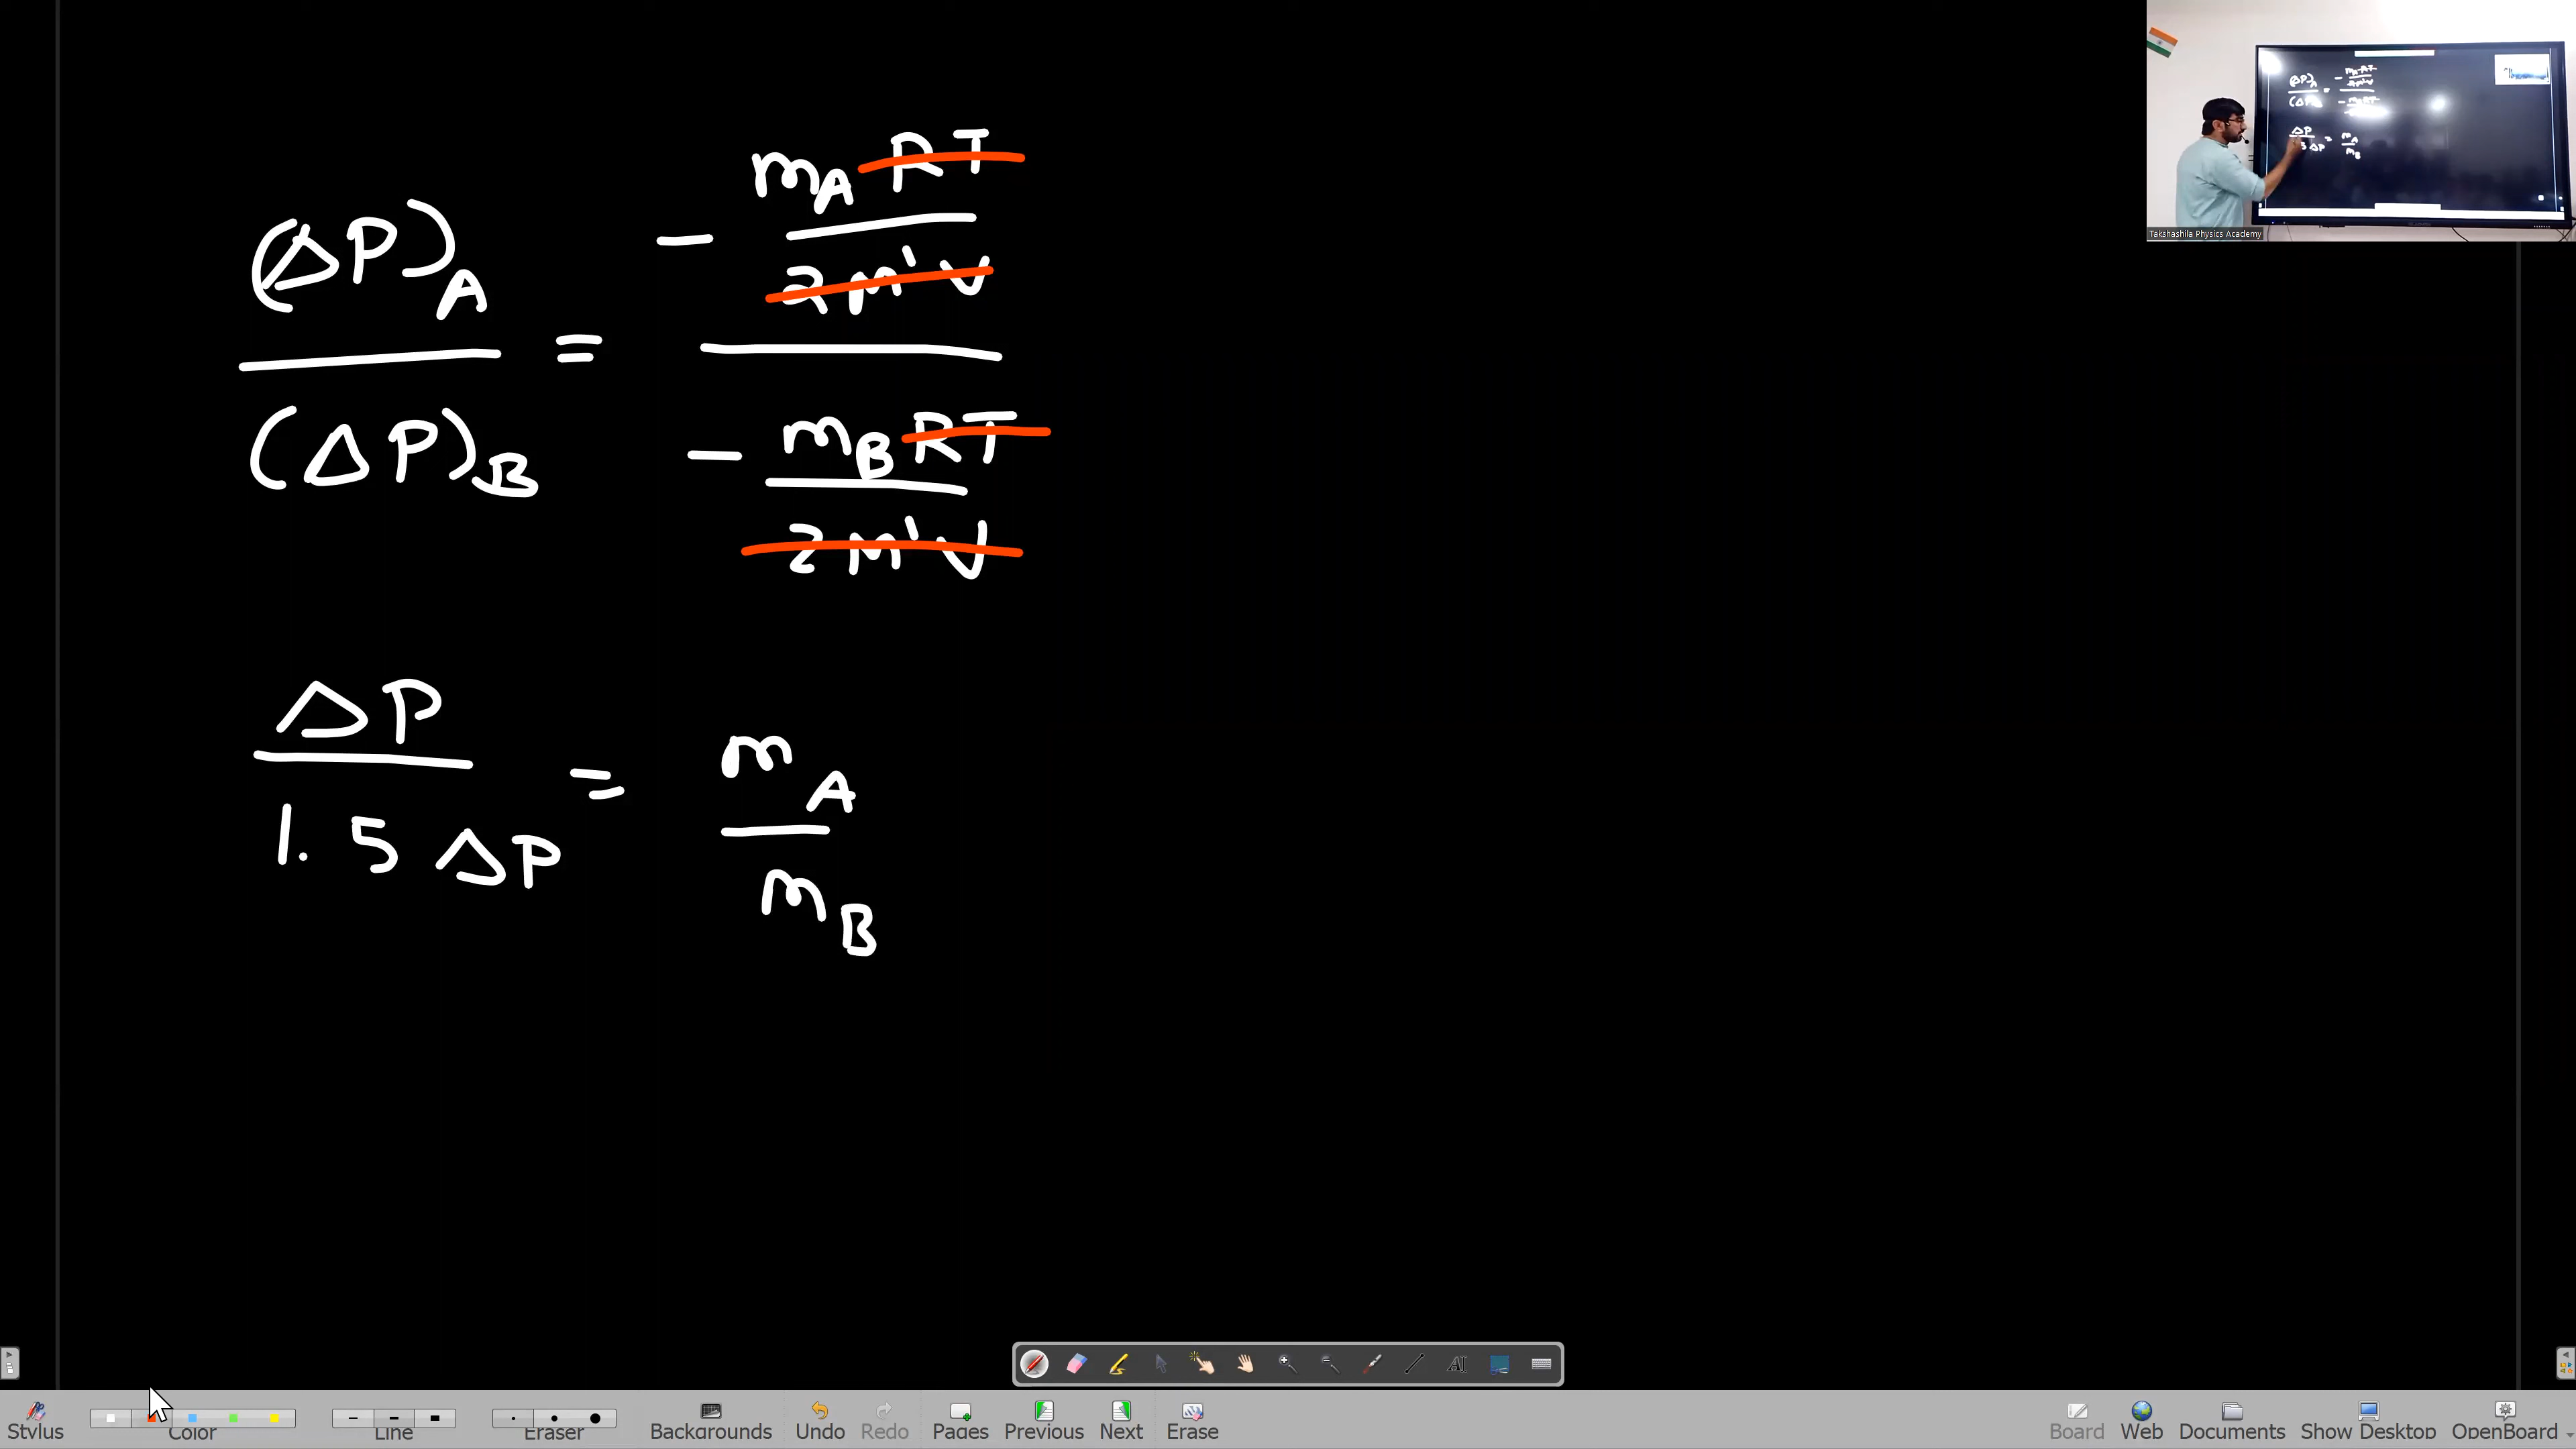 (ΔP)A / (ΔP)B = - mA RT / 2M'V / - mB RT / 2M'V
ΔP / 1.5 ΔP = mA / mB
Takshashila Physics Academy
Stylus Color Line Eraser Backgrounds Undo Redo Pages Previous Next Erase Board Web Documents Show Desktop OpenBoard